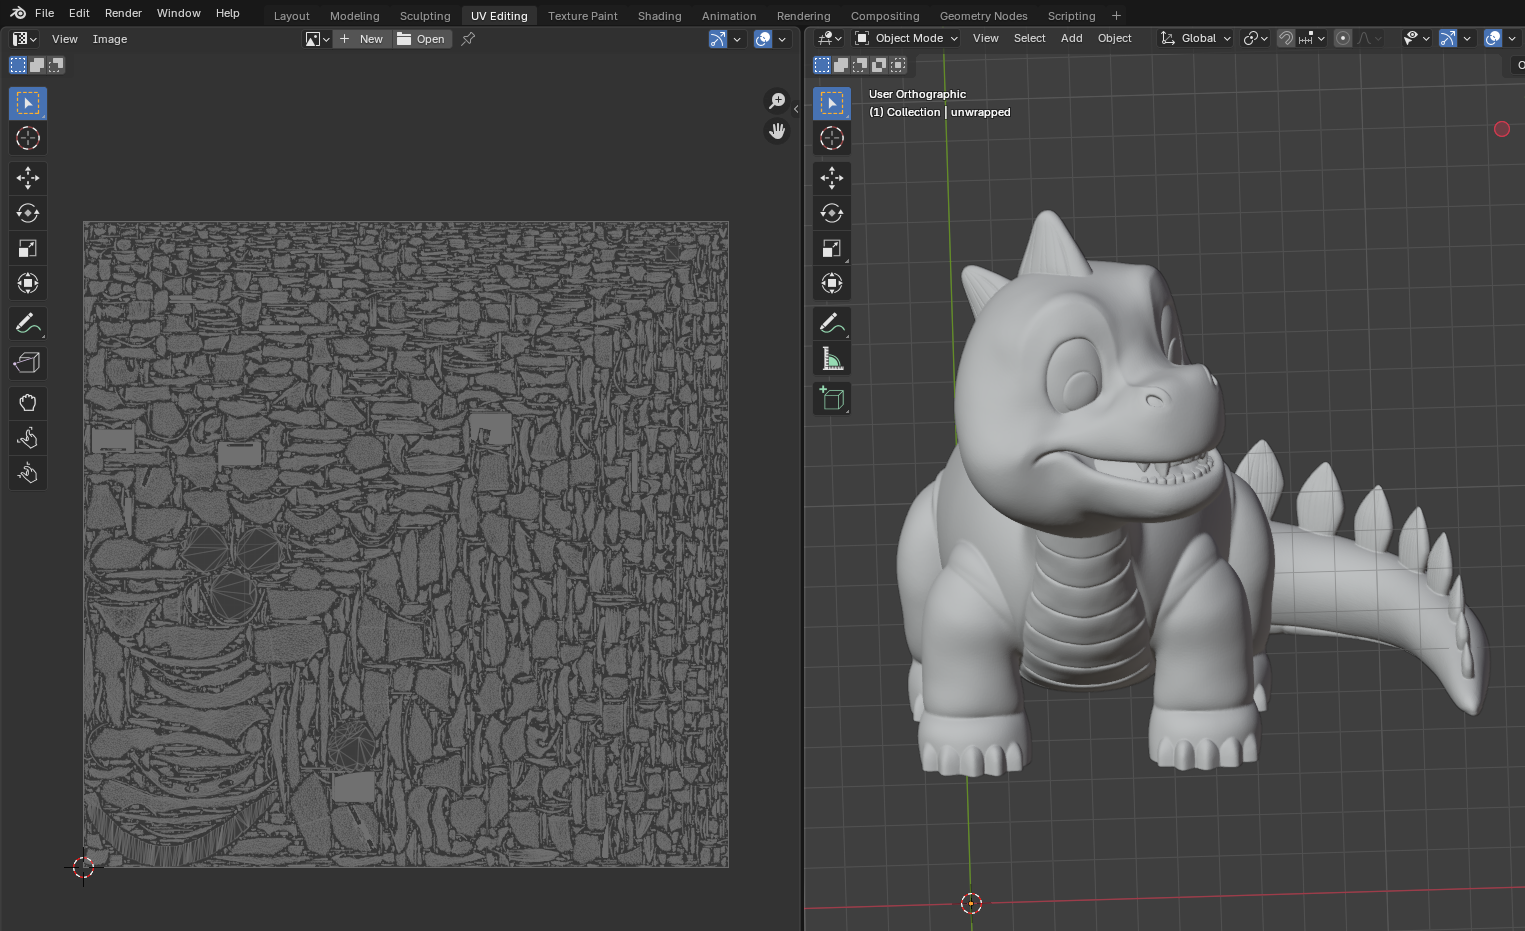 File Edit Render Window Help Layout Modeling Sculpting UV Editing Texture Paint Shading Animation Rendering Compositing Geometry Nodes Scripting +
View Image New Open
Object Mode View Select Add Object Global
User Orthographic
(1) Collection | unwrapped